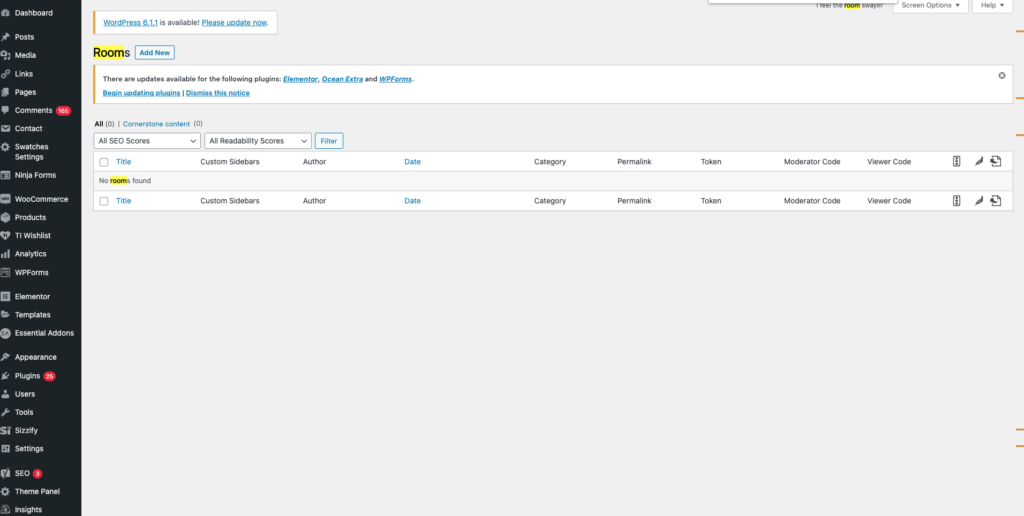 Dashboard
Posts
Media
Links
Pages
Comments 165
Contact
Swatches
Settings
Ninja Forms
WooCommerce
Products
TI Wishlist
Analytics
WPForms
Elementor
Templates
Essential Addons
Appearance
Plugins 25
Users
Tools
Sizzify
Settings
SEO 3
Theme Panel
Insights
I feel the room swayin'
Screen Options
Help
WordPress 6.1.1 is available! Please update now.
Rooms Add New
There are updates available for the following plugins: Elementor, Ocean Extra and WPForms.
Begin updating plugins | Dismiss this notice
All (0) | Cornerstone content (0)
All SEO Scores All Readability Scores Filter
Title Custom Sidebars Author Date Category Permalink Token Moderator Code Viewer Code
No rooms found
Title Custom Sidebars Author Date Category Permalink Token Moderator Code Viewer Code